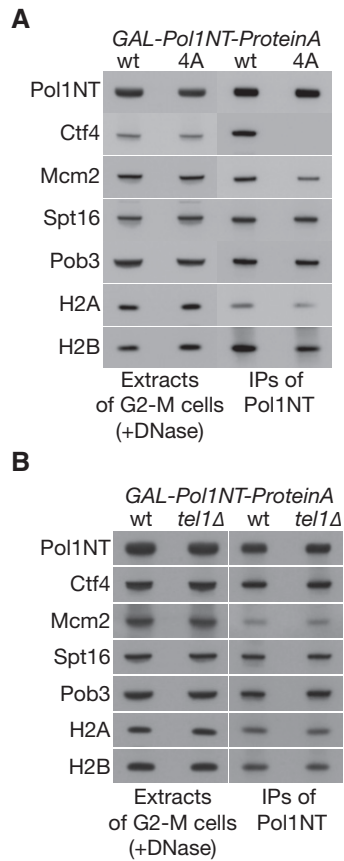 A
GAL-Pol1NT-ProteinA
wt 4A wt 4A
Pol1NT
Ctf4
Mcm2
Spt16
Pob3
H2A
H2B
Extracts IPs of
of G2-M cells Pol1NT
(+DNase)
B
GAL-Pol1NT-ProteinA
wt tel1Δ wt tel1Δ
Pol1NT
Ctf4
Mcm2
Spt16
Pob3
H2A
H2B
Extracts IPs of
of G2-M cells Pol1NT
(+DNase)